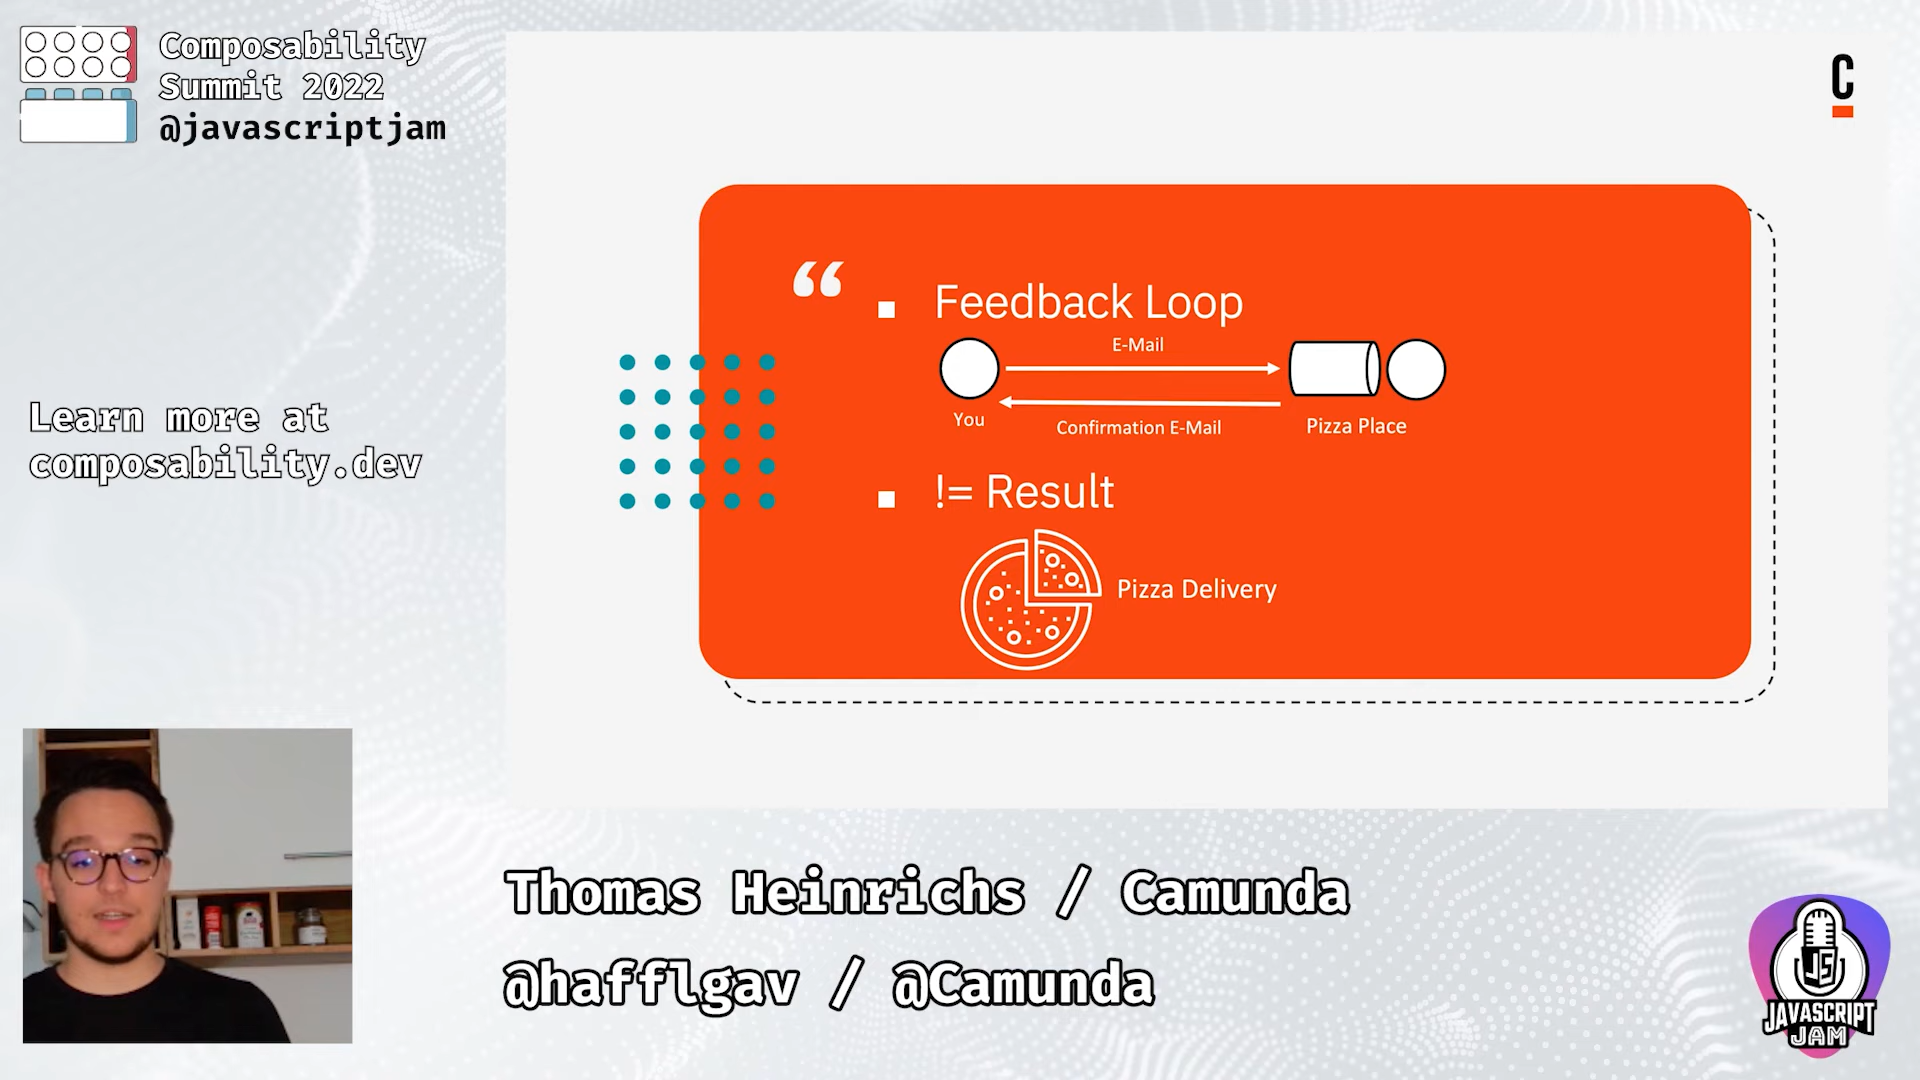 Composability
Summit 2022
@javascriptjam
Learn more at
composability.dev
C
“
Feedback Loop
E-Mail
You
Confirmation E-Mail
Pizza Place
!= Result
Pizza Delivery
Thomas Heinrichs / Camunda
@hafflgav / @Camunda
JS
JAVASCRIPT
JAM